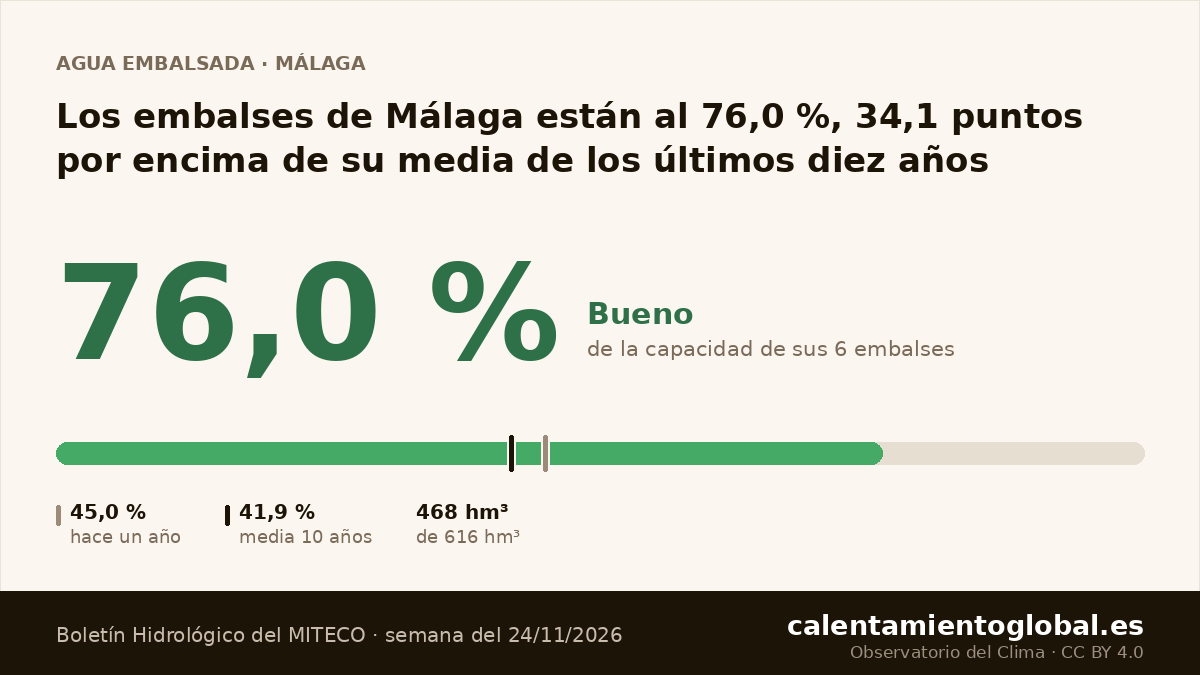 AGUA EMBALSADA · MÁLAGA
Los embalses de Málaga están al 76,0 %, 34,1 puntos
por encima de su media de los últimos diez años
76,0 %
Bueno
de la capacidad de sus 6 embalses
45,0 %
hace un año
41,9 %
media 10 años
468 hm³
de 616 hm³
Boletín Hidrológico del MITECO · semana del 24/11/2026
calentamientoglobal.es
Observatorio del Clima · CC BY 4.0